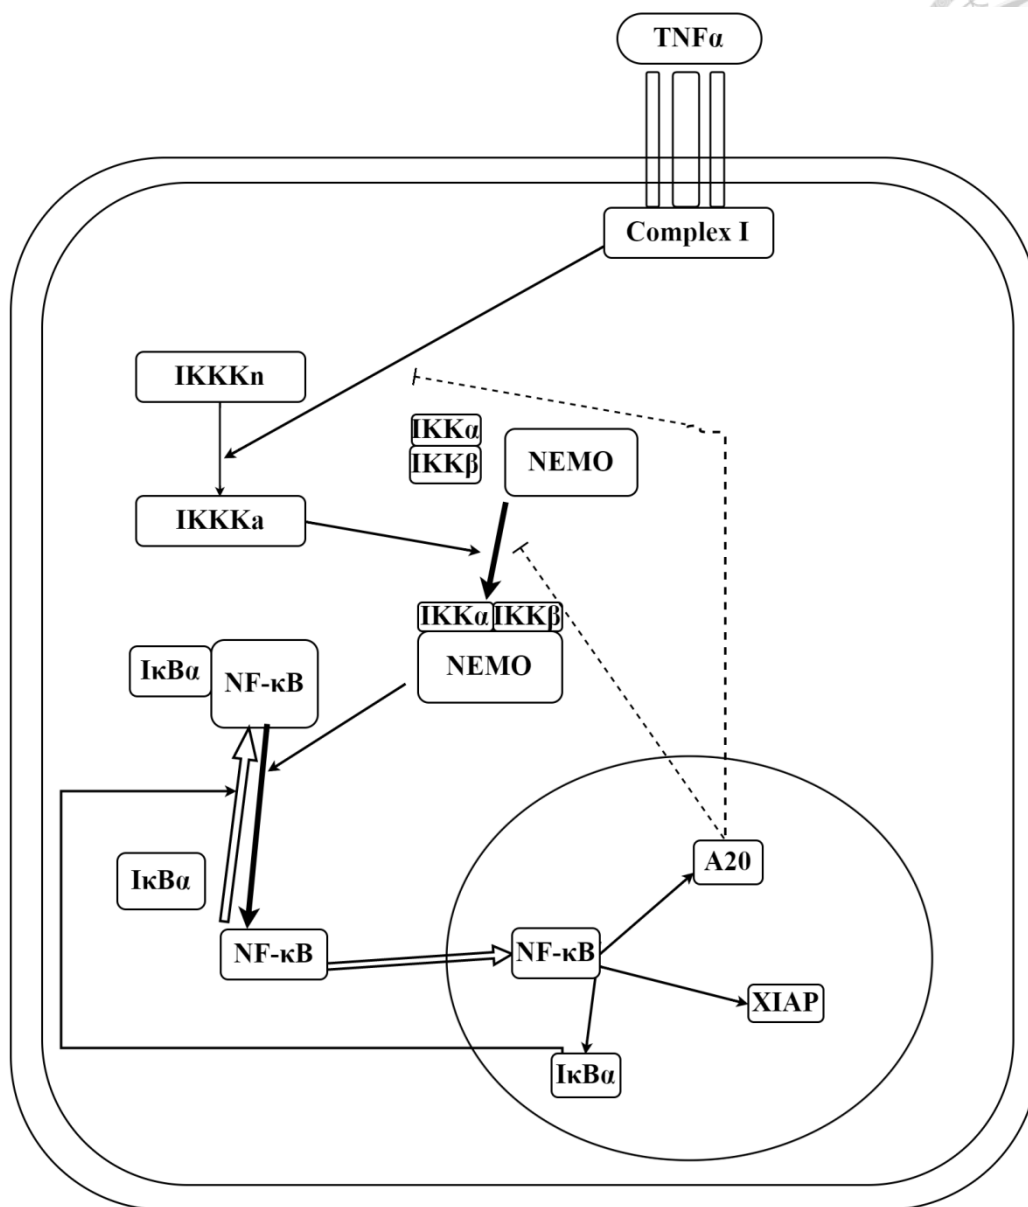 TNFα
Complex I
IKKKn
IKKα
IKKβ
NEMO
IKKKa
IKKα IKKβ
NEMO
IκBα
NF-κB
A20
IκBα
NF-κB
NF-κB
XIAP
IκBα